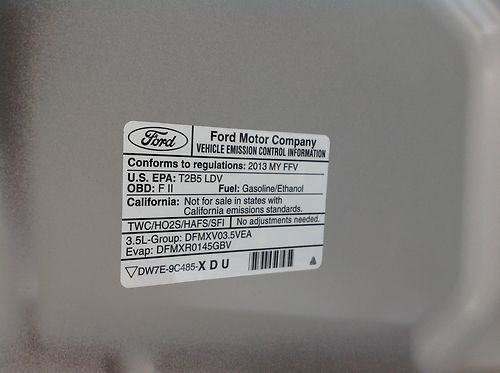 Ford
Ford Motor Company
VEHICLE EMISSION CONTROL INFORMATION
Conforms to regulations: 2013 MY FFV
U.S. EPA: T2B5 LDV
OBD: F II Fuel: Gasoline/Ethanol
California: Not for sale in states with
California emissions standards.
TWC/HO2S/HAFS/SFI No adjustments needed.
3.5L-Group: DFMXV03.5VEA
Evap: DFMXR0145GBV
DW7E-9C485-XDU